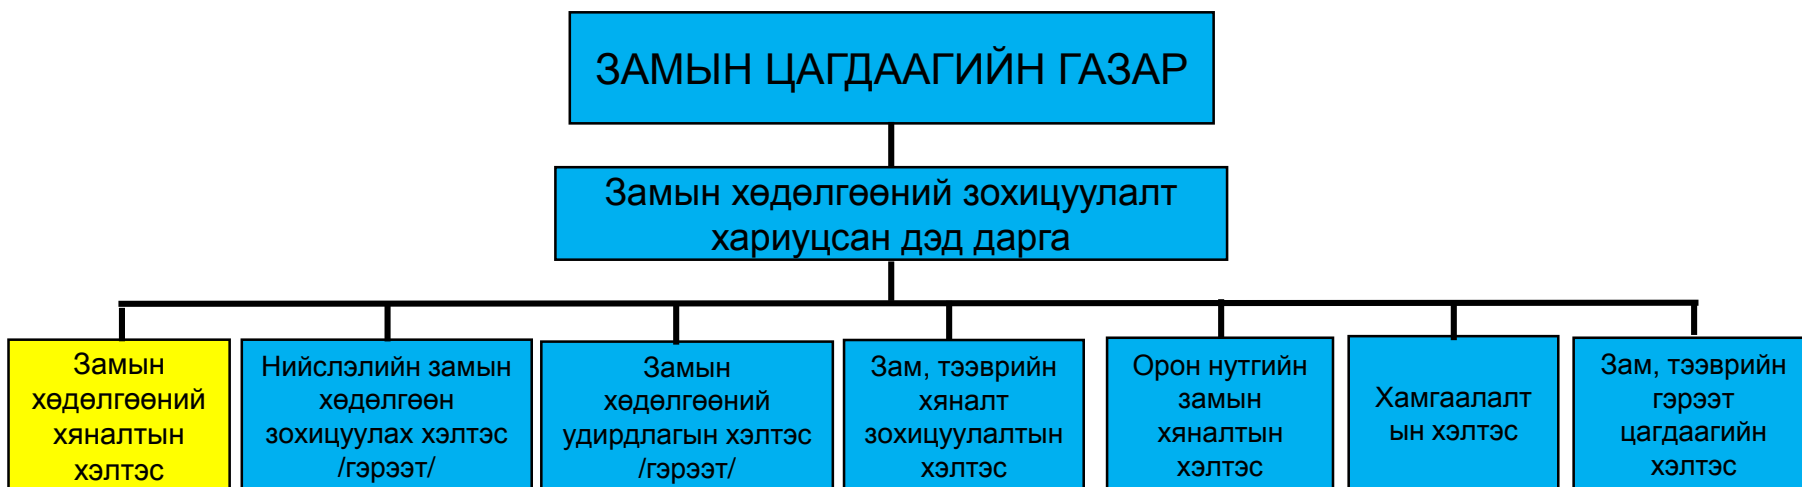 ЗАМЫН ЦАГДААГИЙН ГАЗАР
Замын хөдөлгөөний зохицуулалт
хариуцсан дэд дарга
Замын
хөдөлгөөний
хяналтын
хэлтэс
Нийслэлийн замын
хөдөлгөөн
зохицуулах хэлтэс
/гэрээт/
Замын
хөдөлгөөний
удирдлагын хэлтэс
/гэрээт/
Зам, тээврийн
хяналт
зохицуулалтын
хэлтэс
Орон нутгийн
замын
хяналтын
хэлтэс
Хамгаалалт
ын хэлтэс
Зам, тээврийн
гэрээт
цагдаагийн
хэлтэс